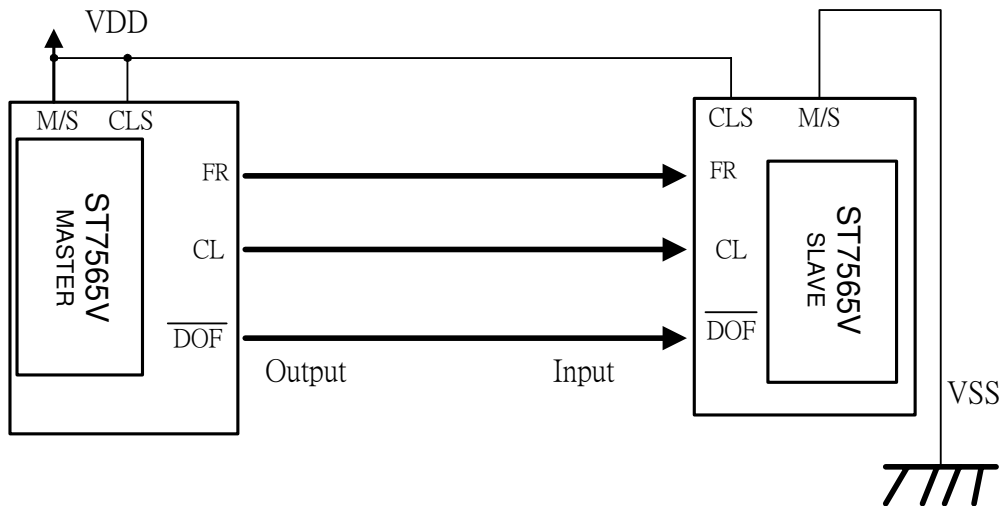 VDD
M/S CLS
CLS M/S
FR
FR
ST7565V
MASTER
ST7565V
SLAVE
CL
CL
DOF
DOF
Output
Input
VSS